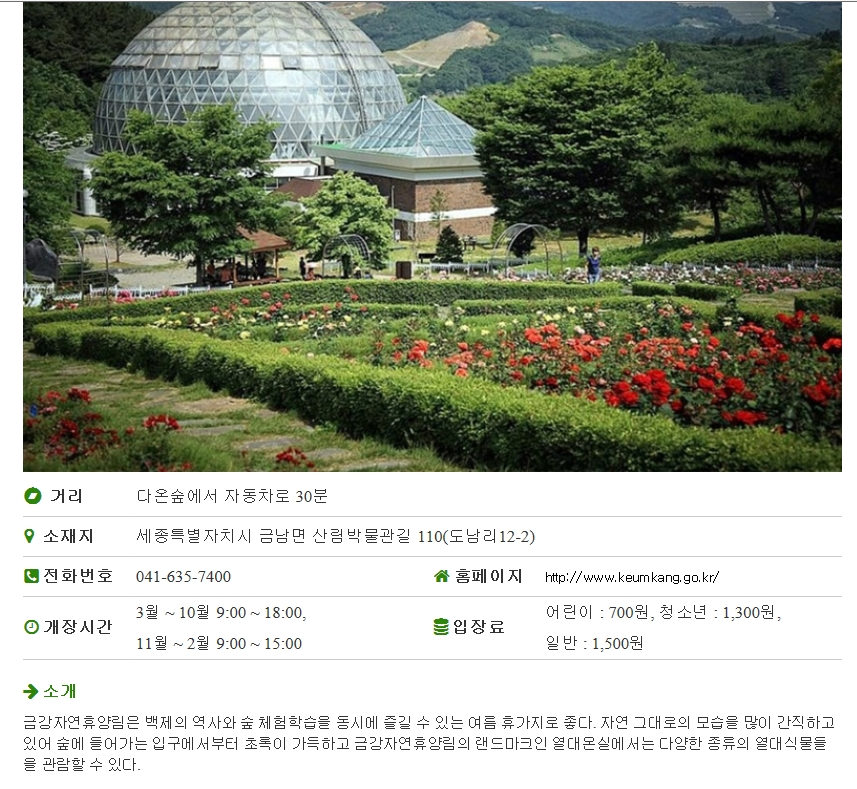 거리 다온숲에서 자동차로 30분
소재지 세종특별자치시 금남면 산림박물관길 110(도남리12-2)
전화번호 041-635-7400 홈페이지 http://www.keumkang.go.kr/
개장시간 3월 ~ 10월 9:00 ~ 18:00,
11월 ~ 2월 9:00 ~ 15:00
입장료 어린이 : 700원, 청소년 : 1,300원,
일반 : 1,500원
소개
금강자연휴양림은 백제의 역사와 숲 체험학습을 동시에 즐길 수 있는 여름 휴가지로 좋다. 자연 그대로의 모습을 많이 간직하고
있어 숲에 들어가는 입구에서부터 초록이 가득하고 금강자연휴양림의 랜드마크인 열대온실에서는 다양한 종류의 열대식물들
을 관람할 수 있다.